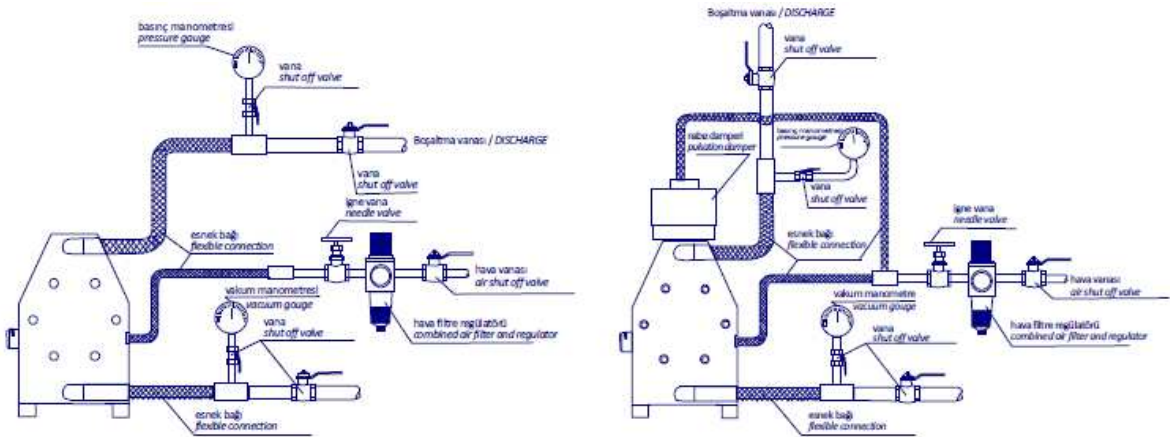 basınç manometresi
pressure gauge
vana
shut off valve
Boşaltma vanası / DISCHARGE
vana
shut off valve
iğne vana
needle valve
esnek bağı
flexible connection
hava vanası
air shut off valve
vakum manometresi
vacuum gauge
vana
shut off valve
hava filtre regülatörü
combined air filter and regulator
esnek bağı
flexible connection
Boşaltma vanası / DISCHARGE
vana
shut off valve
nabe damperi
pulsation damper
basınç manometresi
pressure gauge
vana
shut off valve
iğne vana
needle valve
esnek bağı
flexible connection
hava vanası
air shut off valve
vakum manometre
vacuum gauge
vana
shut off valve
hava filtre regülatörü
combined air filter and regulator
esnek bağı
flexible connection